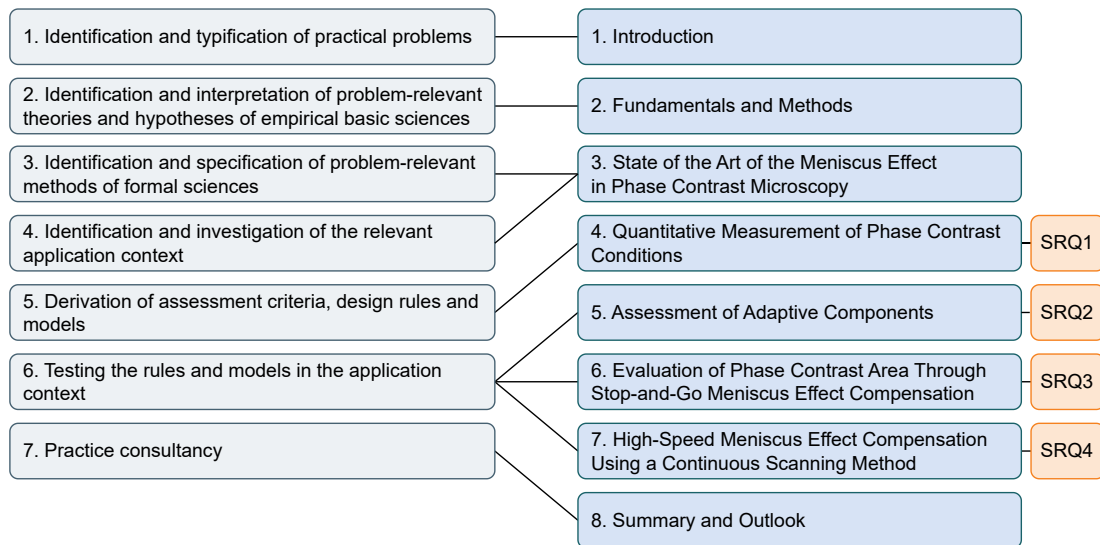 1. Identification and typification of practical problems
1. Introduction
2. Identification and interpretation of problem-relevant
theories and hypotheses of empirical basic sciences
2. Fundamentals and Methods
3. Identification and specification of problem-relevant
methods of formal sciences
3. State of the Art of the Meniscus Effect
in Phase Contrast Microscopy
4. Identification and investigation of the relevant
application context
4. Quantitative Measurement of Phase Contrast
Conditions
SRQ1
5. Derivation of assessment criteria, design rules and
models
5. Assessment of Adaptive Components
SRQ2
6. Testing the rules and models in the application
context
6. Evaluation of Phase Contrast Area Through
Stop-and-Go Meniscus Effect Compensation
SRQ3
7. Practice consultancy
7. High-Speed Meniscus Effect Compensation
Using a Continuous Scanning Method
SRQ4
8. Summary and Outlook